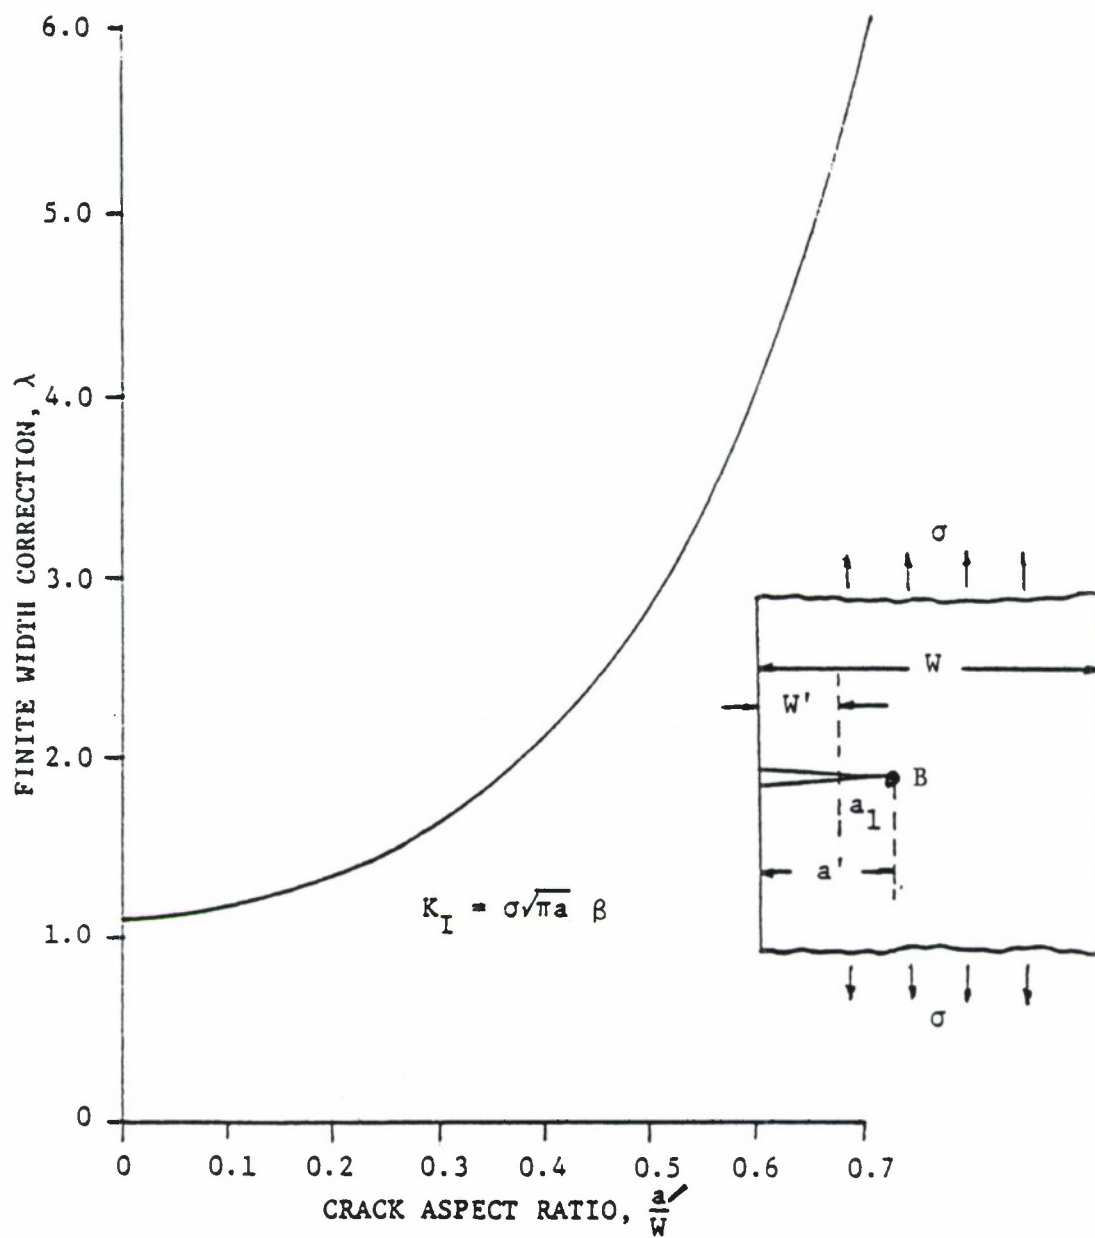 6.0
5.0
4.0
3.0
2.0
1.0
0
FINITE WIDTH CORRECTION, λ
0 0.1 0.2 0.3 0.4 0.5 0.6 0.7
CRACK ASPECT RATIO, a′/W
K_I = σ√πa β
σ
W
W'
B
a_1
a'
σ